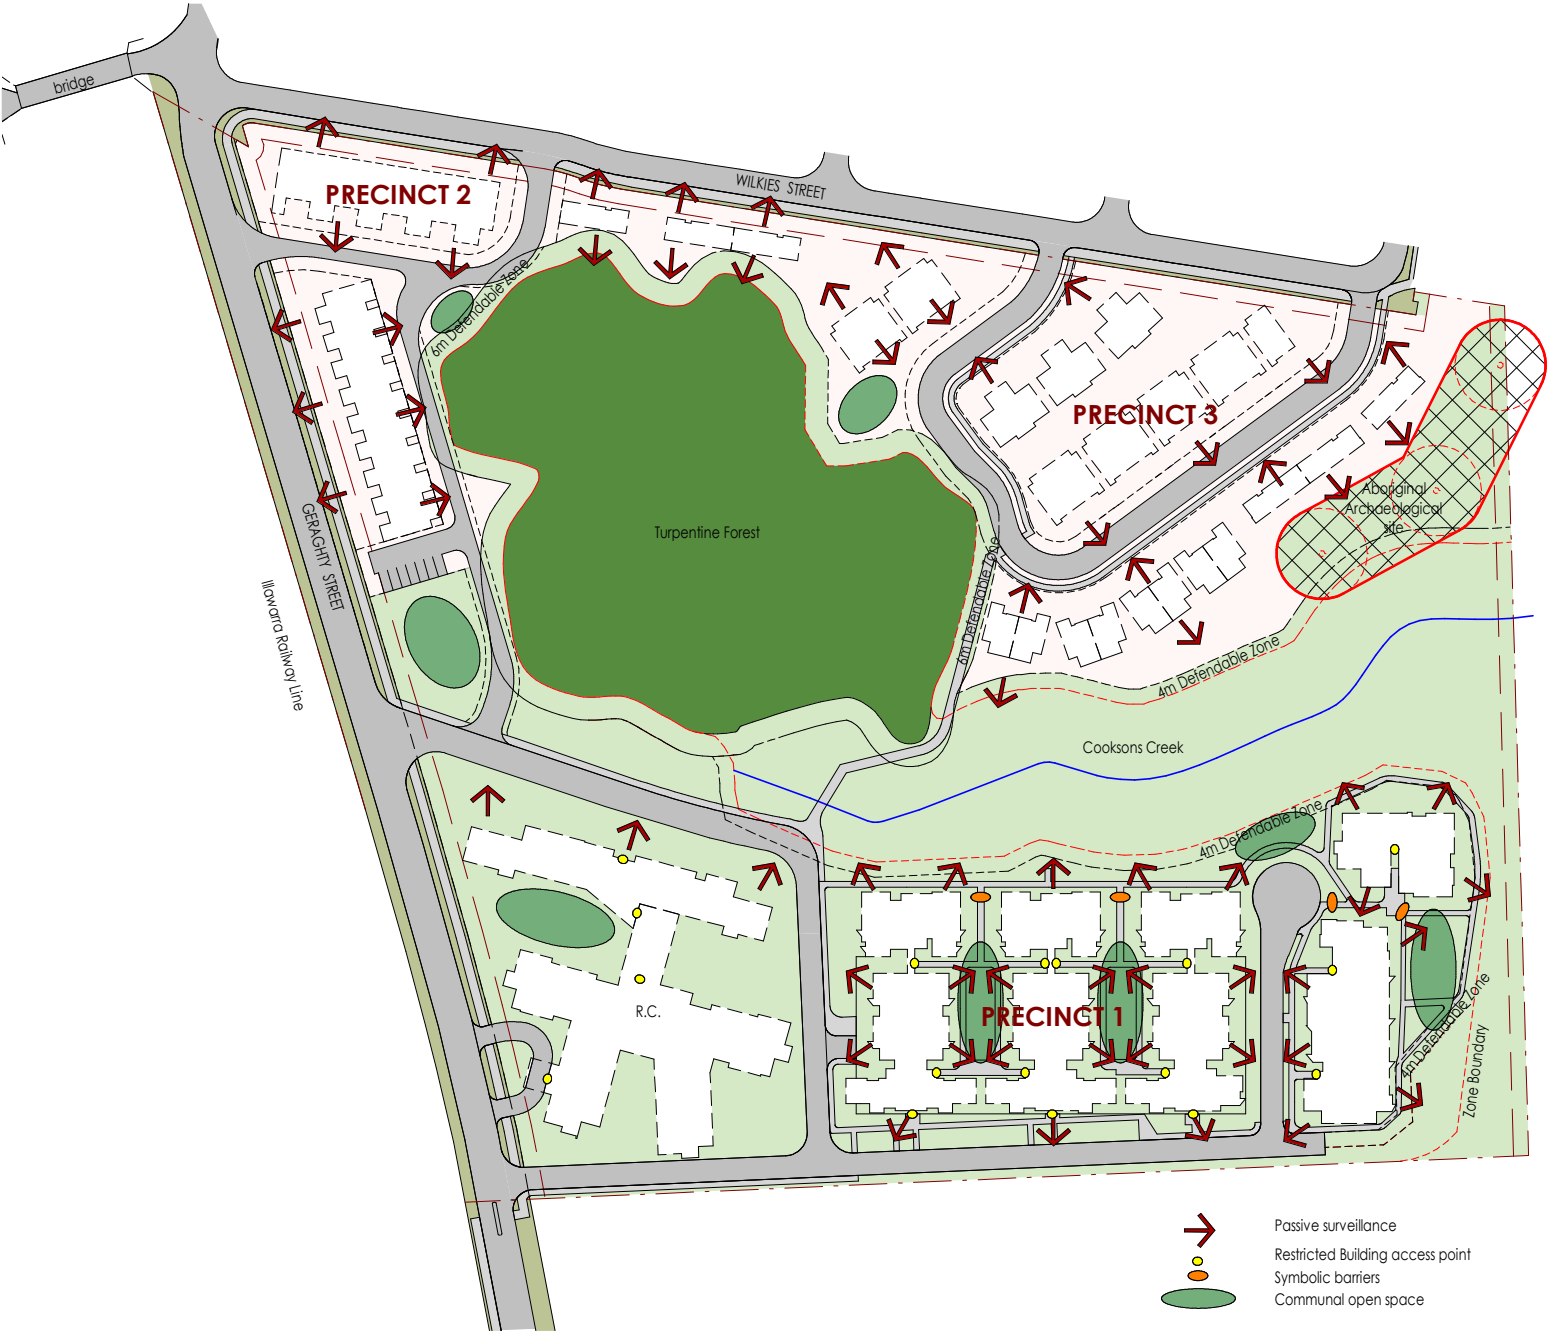 bridge
WILKIES STREET
PRECINCT 2
6m Defendable Zone
PRECINCT 3
Aboriginal
Archaeological
site
GERAGHTY STREET
Turpentine Forest
Illawarra Railway Line
6m Defendable Zone
4m Defendable Zone
Cooksons Creek
4m Defendable Zone
R.C.
PRECINCT 1
4m Defendable Zone
Zone Boundary
Passive surveillance
Restricted Building access point
Symbolic barriers
Communal open space